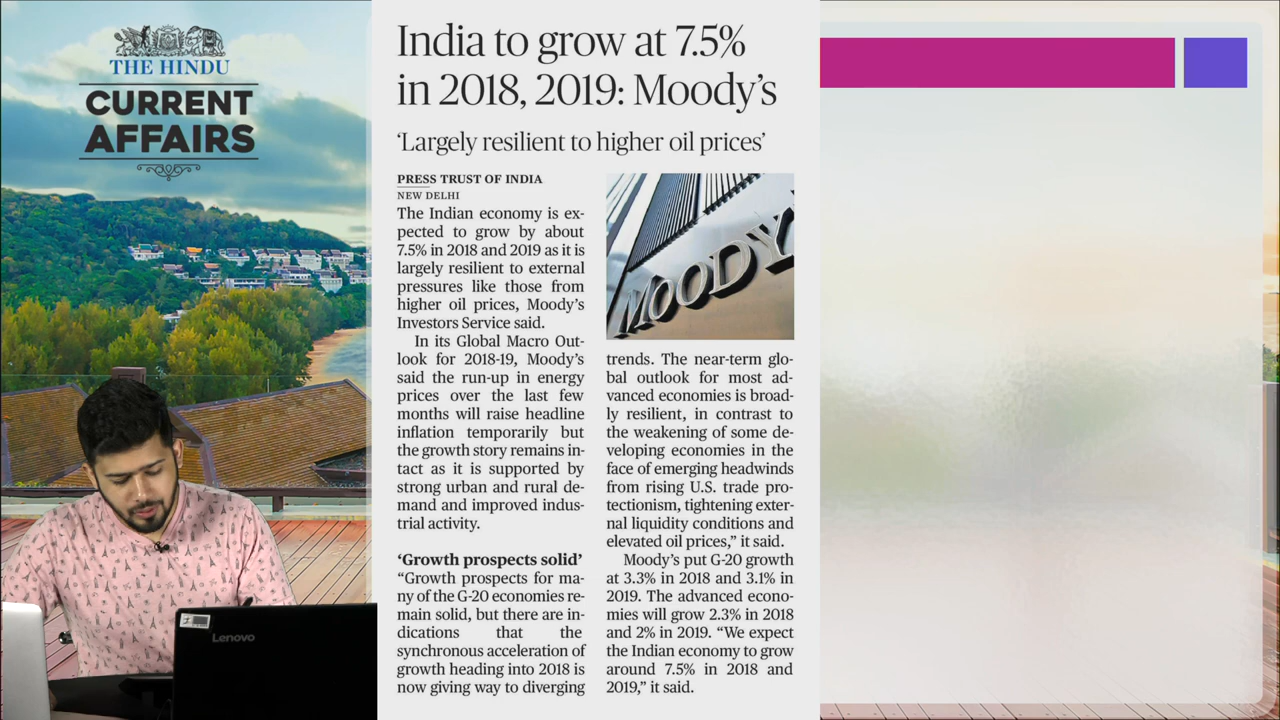 THE HINDU
CURRENT
AFFAIRS
India to grow at 7.5%
in 2018, 2019: Moody's
‘Largely resilient to higher oil prices’
PRESS TRUST OF INDIA
NEW DELHI
The Indian economy is ex-
pected to grow by about
7.5% in 2018 and 2019 as it is
largely resilient to external
pressures like those from
higher oil prices, Moody's
Investors Service said.
In its Global Macro Out-
look for 2018-19, Moody's
said the run-up in energy
prices over the last few
months will raise headline
inflation temporarily but
the growth story remains in-
tact as it is supported by
strong urban and rural de-
mand and improved indus-
trial activity.
‘Growth prospects solid’
“Growth prospects for ma-
ny of the G-20 economies re-
main solid, but there are in-
dications that the
synchronous acceleration of
growth heading into 2018 is
now giving way to diverging
MOODY
trends. The near-term glo-
bal outlook for most ad-
vanced economies is broad-
ly resilient, in contrast to
the weakening of some de-
veloping economies in the
face of emerging headwinds
from rising U.S. trade pro-
tectionism, tightening exter-
nal liquidity conditions and
elevated oil prices,” it said.
Moody's put G-20 growth
at 3.3% in 2018 and 3.1% in
2019. The advanced econo-
mies will grow 2.3% in 2018
and 2% in 2019. “We expect
the Indian economy to grow
around 7.5% in 2018 and
2019,” it said.
Lenovo